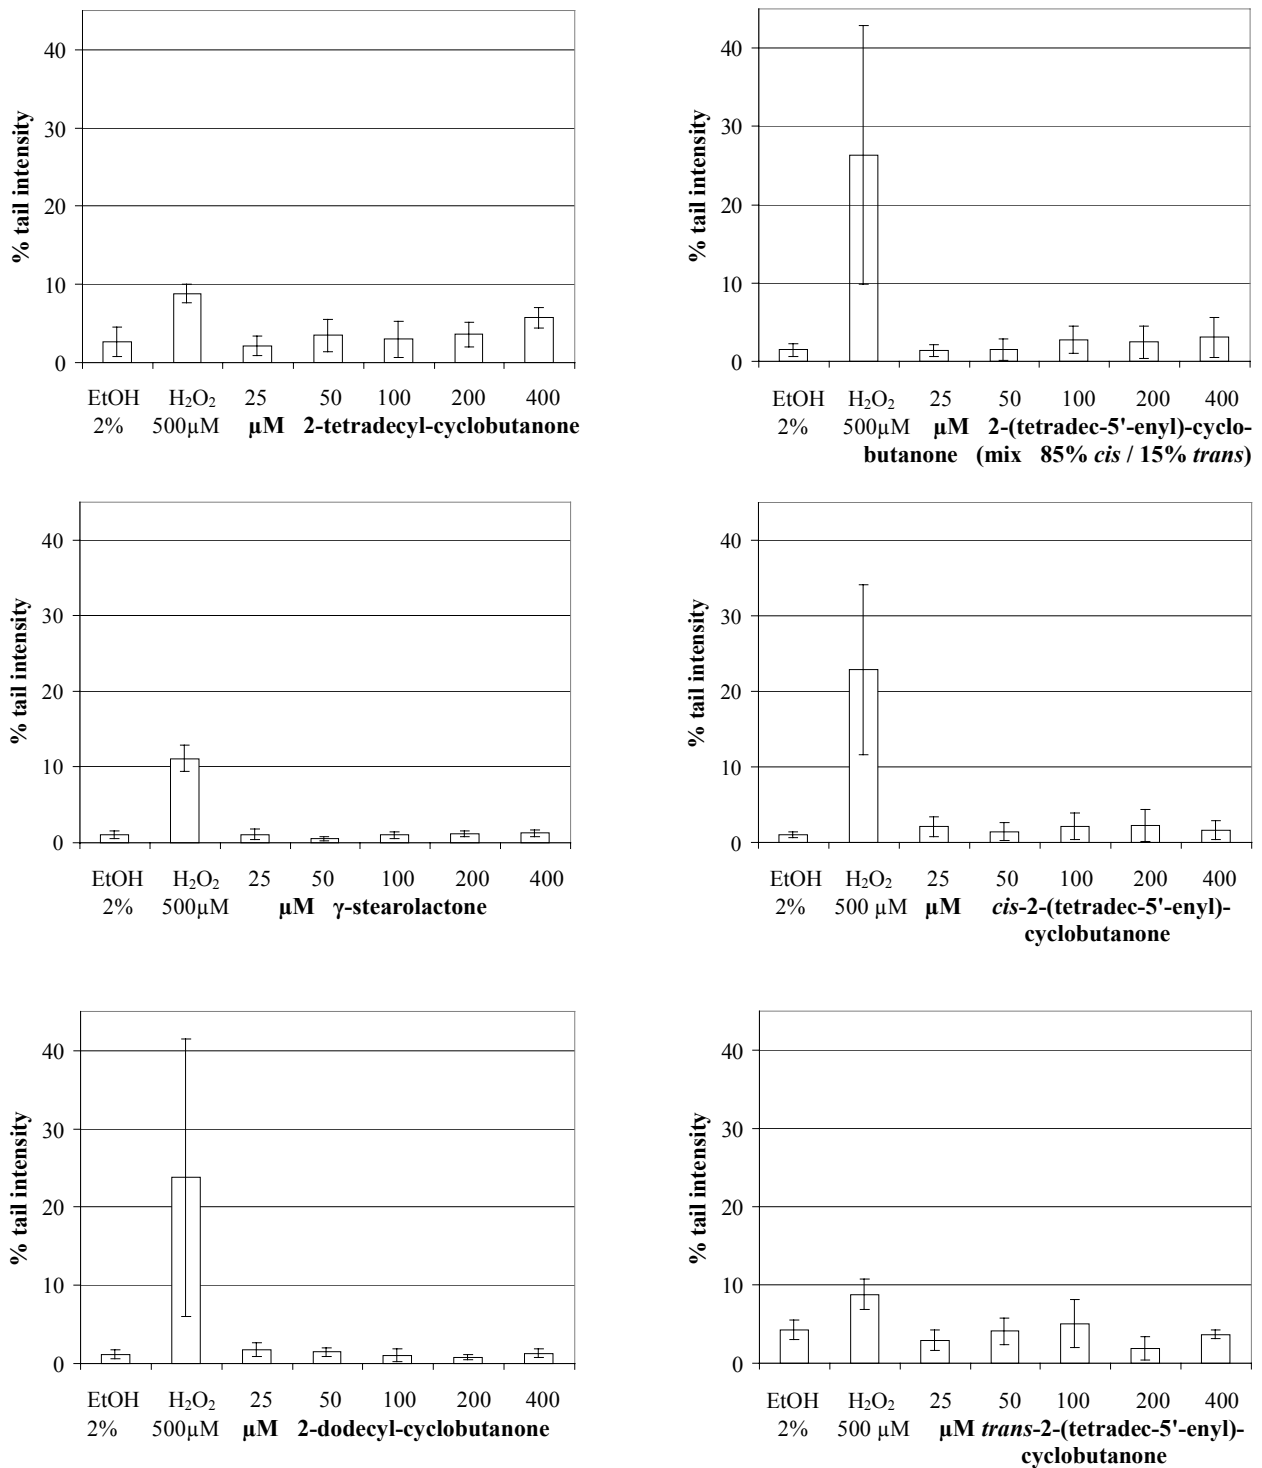 % tail intensity
40
30
20
10
0
EtOH H₂O₂ 25 50 100 200 400
2% 500µM µM 2-tetradecyl-cyclobutanone
% tail intensity
40
30
20
10
0
EtOH H₂O₂ 25 50 100 200 400
2% 500µM µM 2-(tetradec-5'-enyl)-cyclo-
butanone (mix 85% cis / 15% trans)
% tail intensity
40
30
20
10
0
EtOH H₂O₂ 25 50 100 200 400
2% 500µM µM γ-stearolactone
% tail intensity
40
30
20
10
0
EtOH H₂O₂ 25 50 100 200 400
2% 500 µM µM cis-2-(tetradec-5'-enyl)-
cyclobutanone
% tail intensity
40
30
20
10
0
EtOH H₂O₂ 25 50 100 200 400
2% 500µM µM 2-dodecyl-cyclobutanone
% tail intensity
40
30
20
10
0
EtOH H₂O₂ 25 50 100 200 400
2% 500 µM µM trans-2-(tetradec-5'-enyl)-
cyclobutanone